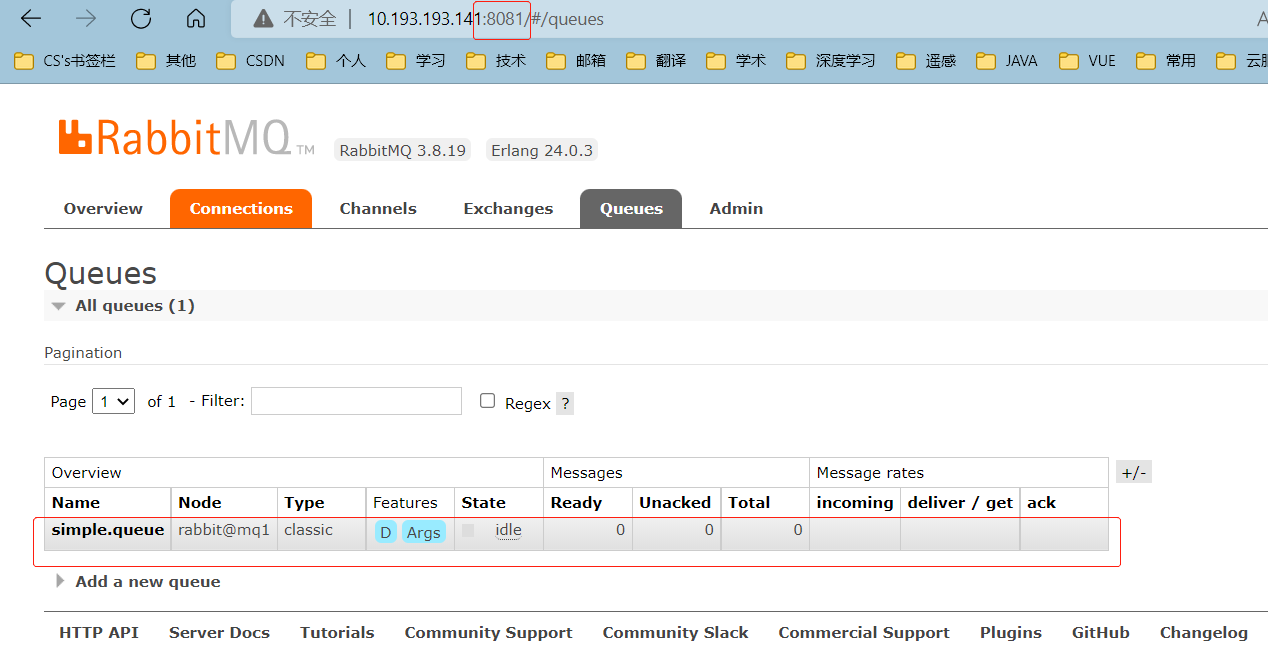 不安全 | 10.193.193.141:8081/#/queues
CS's书签栏 其他 CSDN 个人 学习 技术 邮箱 翻译 学术 深度学习 遥感 JAVA VUE 常用
RabbitMQ TM RabbitMQ 3.8.19 Erlang 24.0.3
Overview Connections Channels Exchanges Queues Admin
Queues
All queues (1)
Pagination
Page 1 of 1 - Filter: Regex ?
Overview Messages Message rates +/-
Name Node Type Features State Ready Unacked Total incoming deliver / get ack
simple.queue rabbit@mq1 classic D Args idle 0 0 0
Add a new queue
HTTP API Server Docs Tutorials Community Support Community Slack Commercial Support Plugins GitHub Changelog